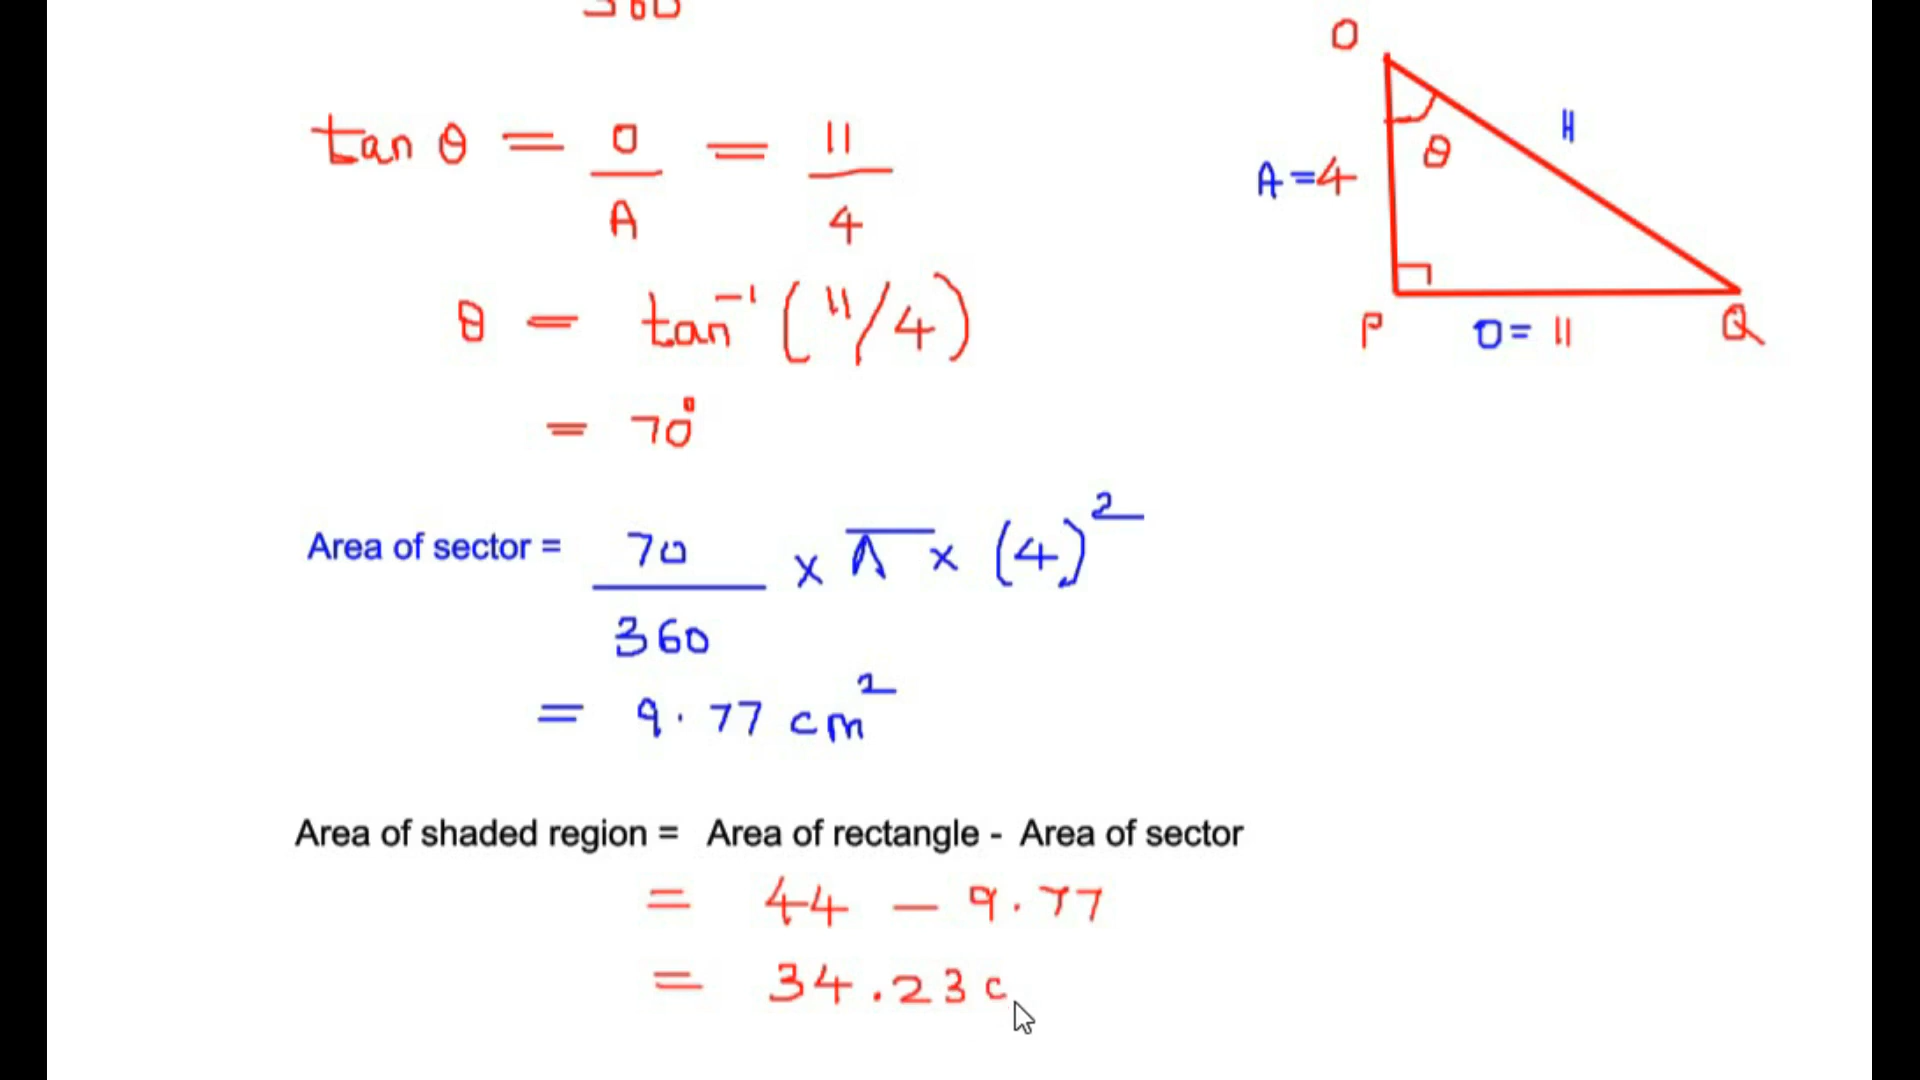 360
O
tan θ = O/A = 11/4
H
θ
A = 4
θ = tan⁻¹ (11/4)
P O = 11 Q
= 70°
Area of sector = 70/360 x π x (4)²
= 9.77 cm²
Area of shaded region = Area of rectangle - Area of sector
= 44 - 9.77
= 34.23 c